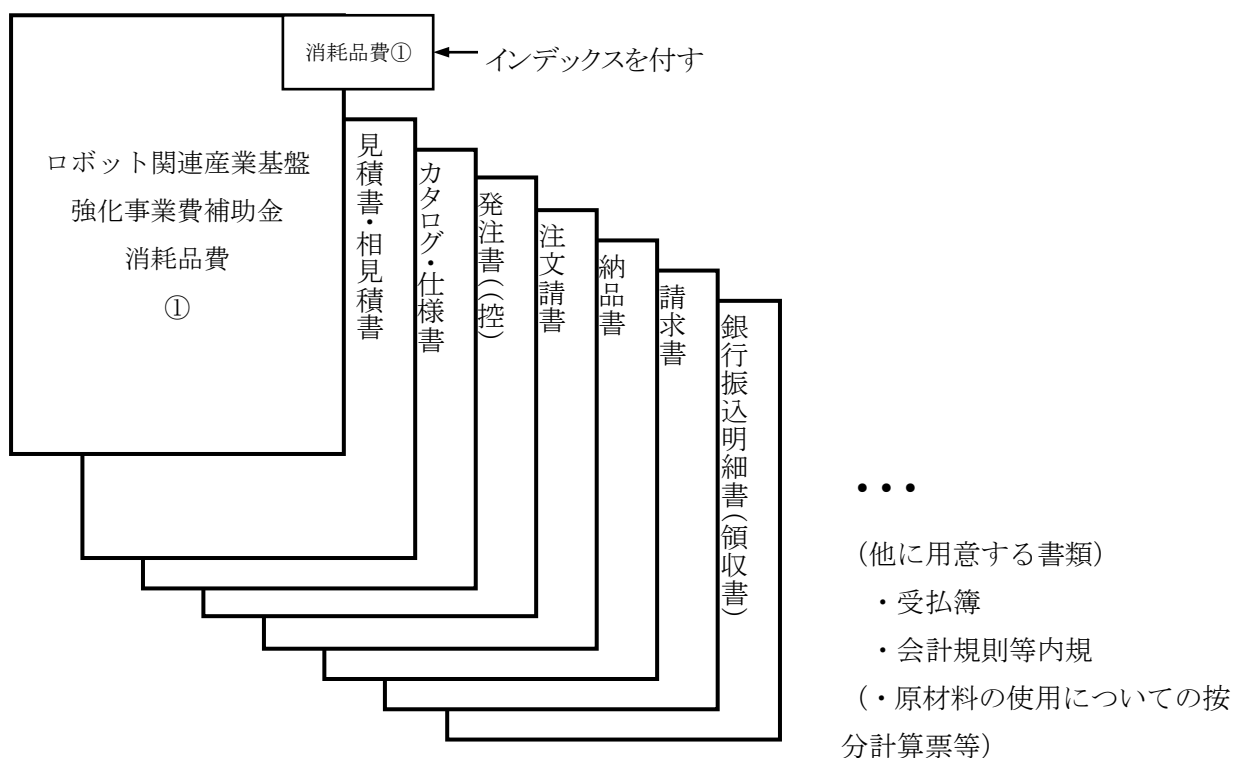 消耗品費①
インデックスを付す
ロボット関連産業基盤
強化事業費補助金
消耗品費
①
見積書・相見積書
カタログ・仕様書
発注書((控)
注文請書
納品書
請求書
銀行振込明細書(領収書)
・・・
(他に用意する書類)
・受払簿
・会計規則等内規
(・原材料の使用についての按
分計算票等)